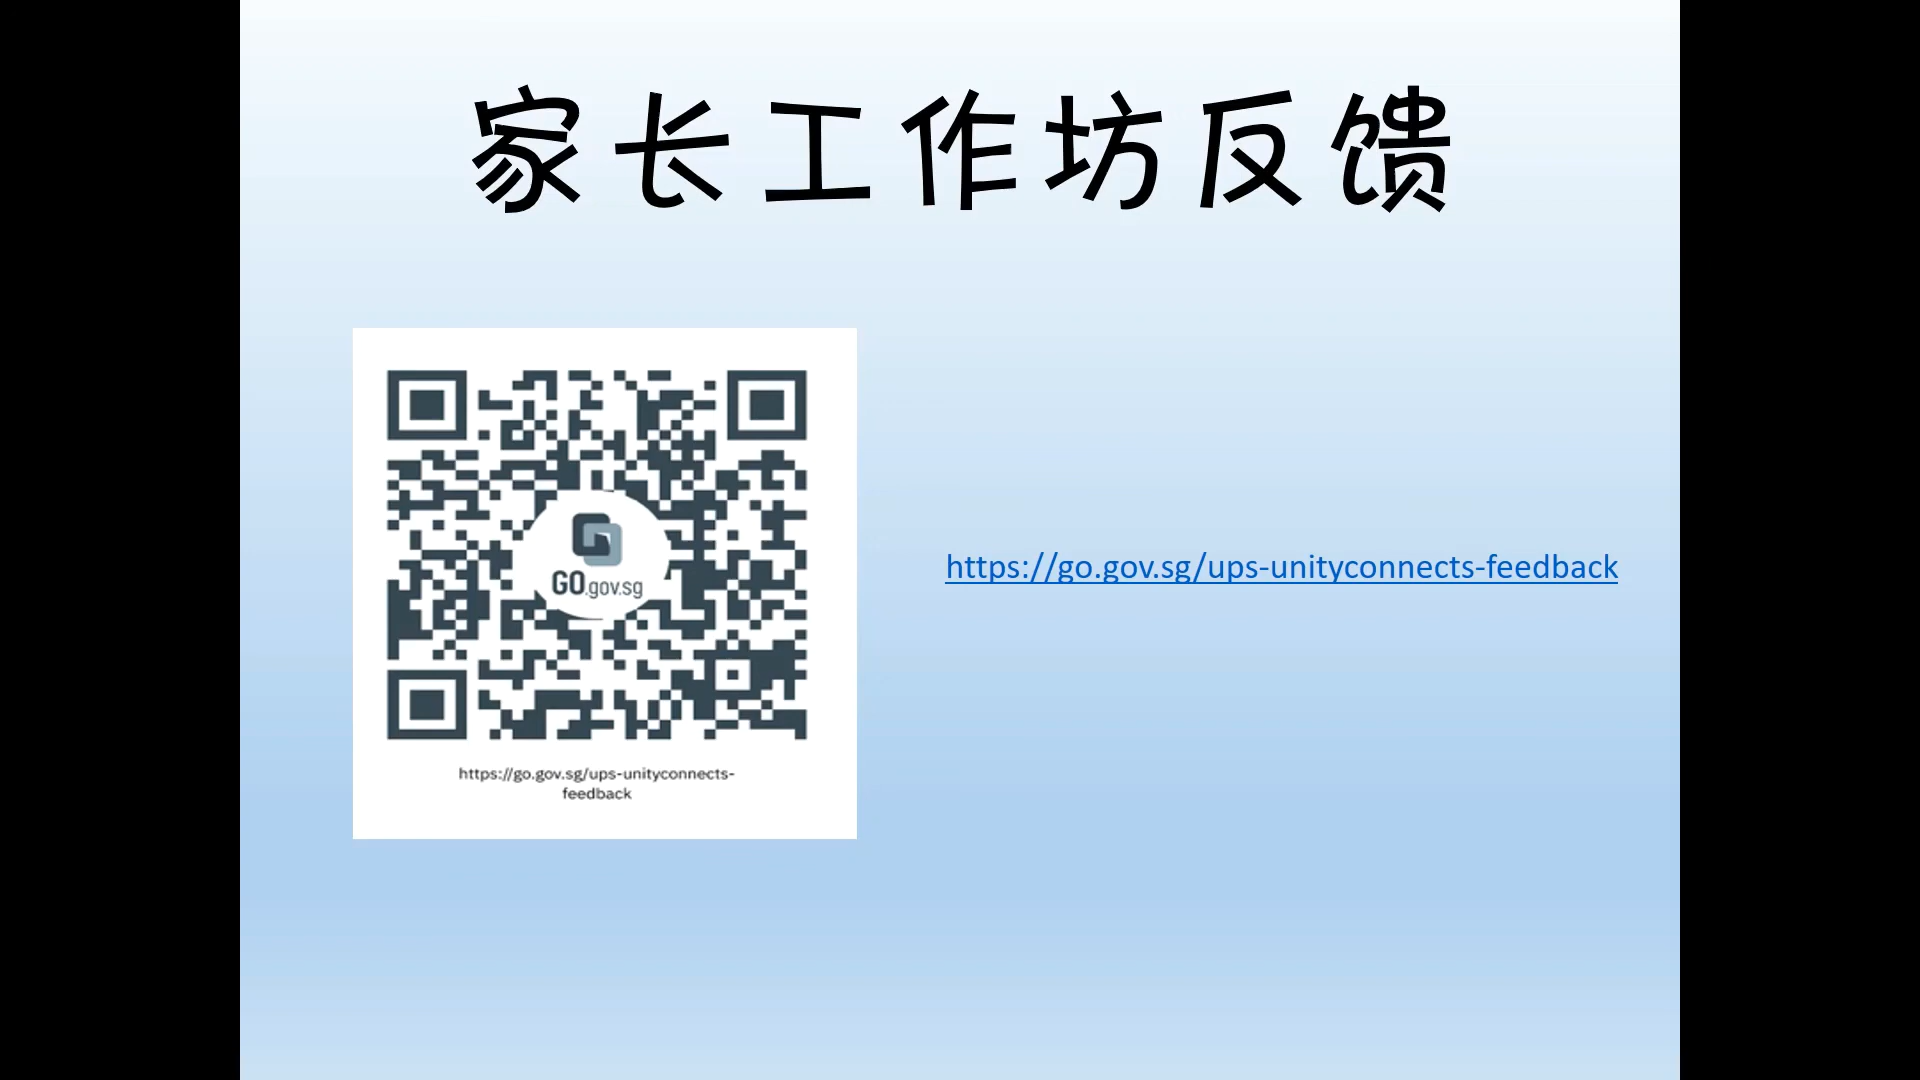 家长工作坊反馈
GO.gov.sg
https://go.gov.sg/ups-unityconnects-
feedback
https://go.gov.sg/ups-unityconnects-feedback